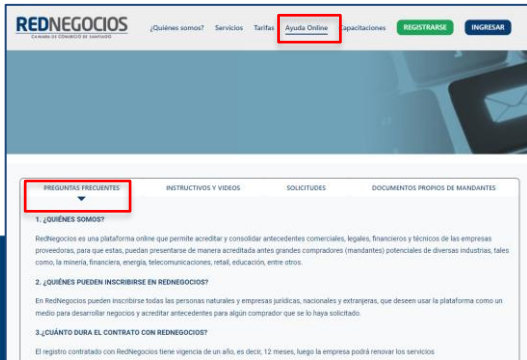 REDNEGOCIOS
CÁMARA DE COMERCIO DE SANTIAGO
¿Quiénes somos? Servicios Tarifas Ayuda Online Capacitaciones REGISTRARSE INGRESAR
PREGUNTAS FRECUENTES INSTRUCTIVOS Y VIDEOS SOLICITUDES DOCUMENTOS PROPIOS DE MANDANTES
1. ¿QUIÉNES SOMOS?
RedNegocios es una plataforma online que permite acreditar y consolidar antecedentes comerciales, legales, financieros y técnicos de las empresas
proveedoras, para que estas, puedan presentarse de manera acreditada antes grandes compradores (mandantes) potenciales de diversas industrias, tales
como, la minería, financiera, energía, telecomunicaciones, retail, educación, entre otros.
2. ¿QUIÉNES PUEDEN INSCRIBIRSE EN REDNEGOCIOS?
En RedNegocios pueden inscribirse todas las personas naturales y empresas jurídicas, nacionales y extranjeras, que deseen usar la plataforma como un
medio para desarrollar negocios y acreditar antecedentes para algún comprador que se lo haya solicitado.
3.¿CUÁNTO DURA EL CONTRATO CON REDNEGOCIOS?
El registro contratado con RedNegocios tiene vigencia de un año, es decir, 12 meses, luego la empresa podrá renovar los servicios